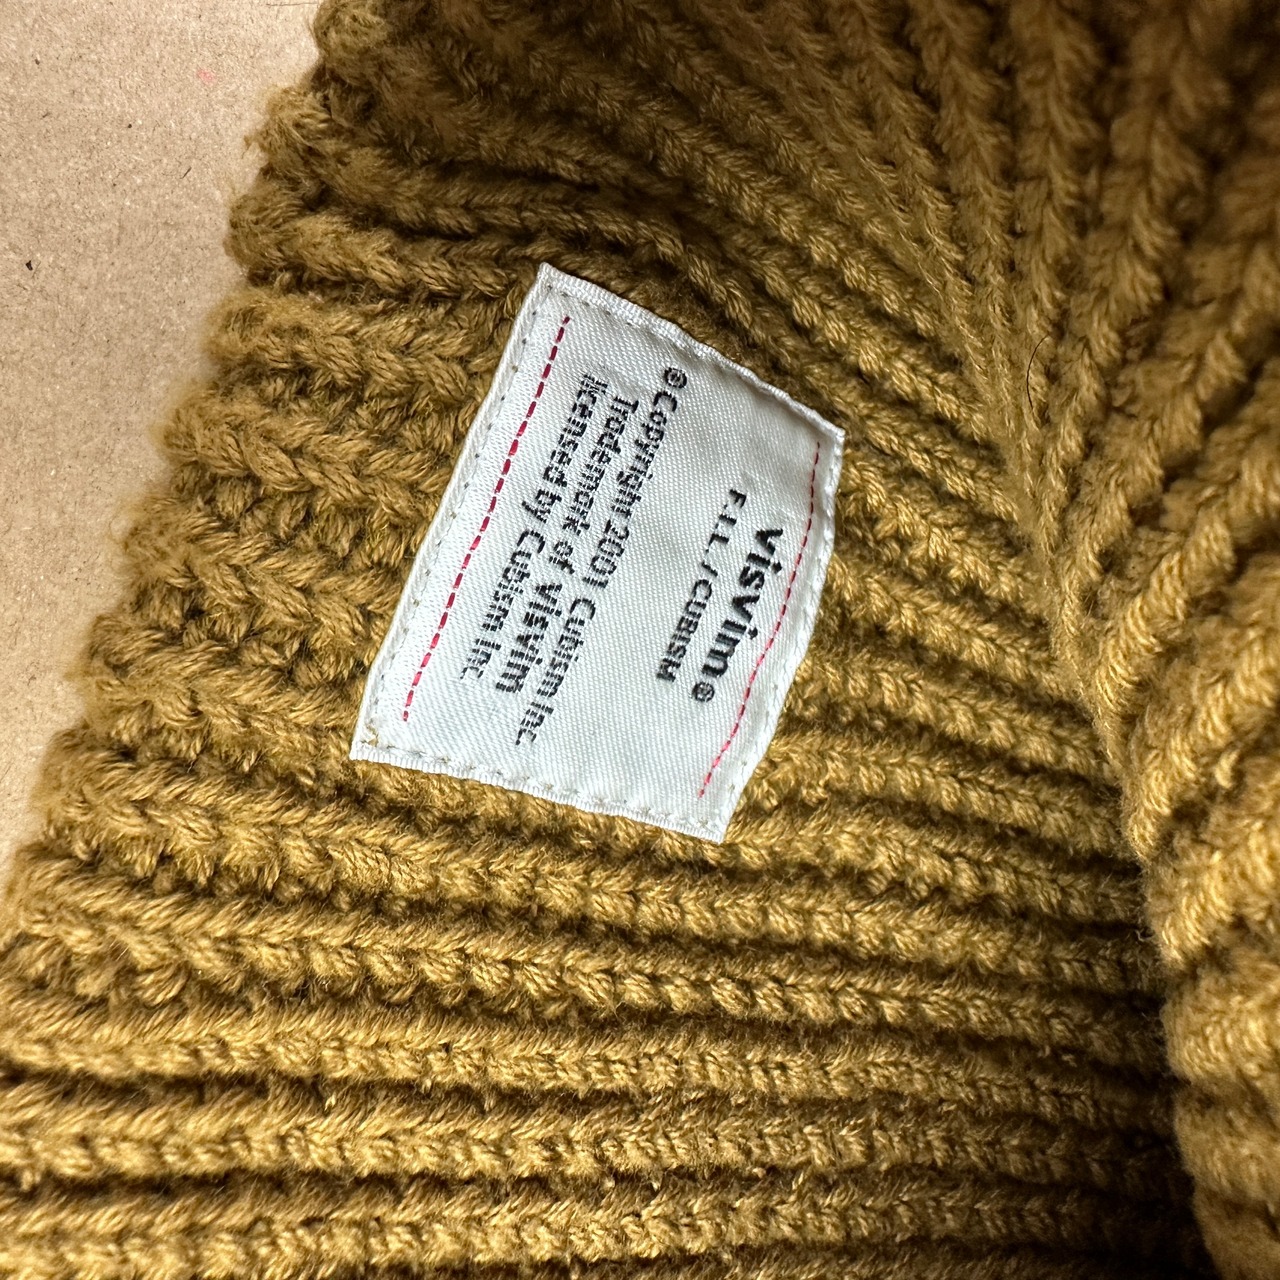 visvim®
F.I.L./CUBISM
©Copyright 2001 Cubism Inc.
Trademark of visvim
licensed by Cubism Inc.